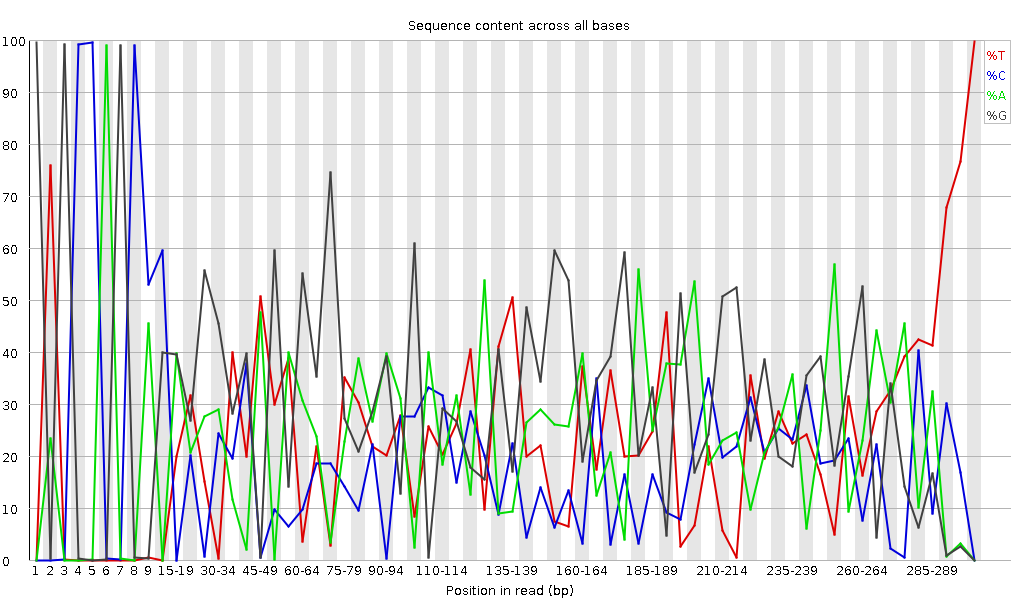 Sequence content across all bases
100
90
80
70
60
50
40
30
20
10
0
%T
%C
%A
%G
1 2 3 4 5 6 7 8 9 15-19 30-34 45-49 60-64 75-79 90-94 110-114 135-139 160-164 185-189 210-214 235-239 260-264 285-289
Position in read (bp)